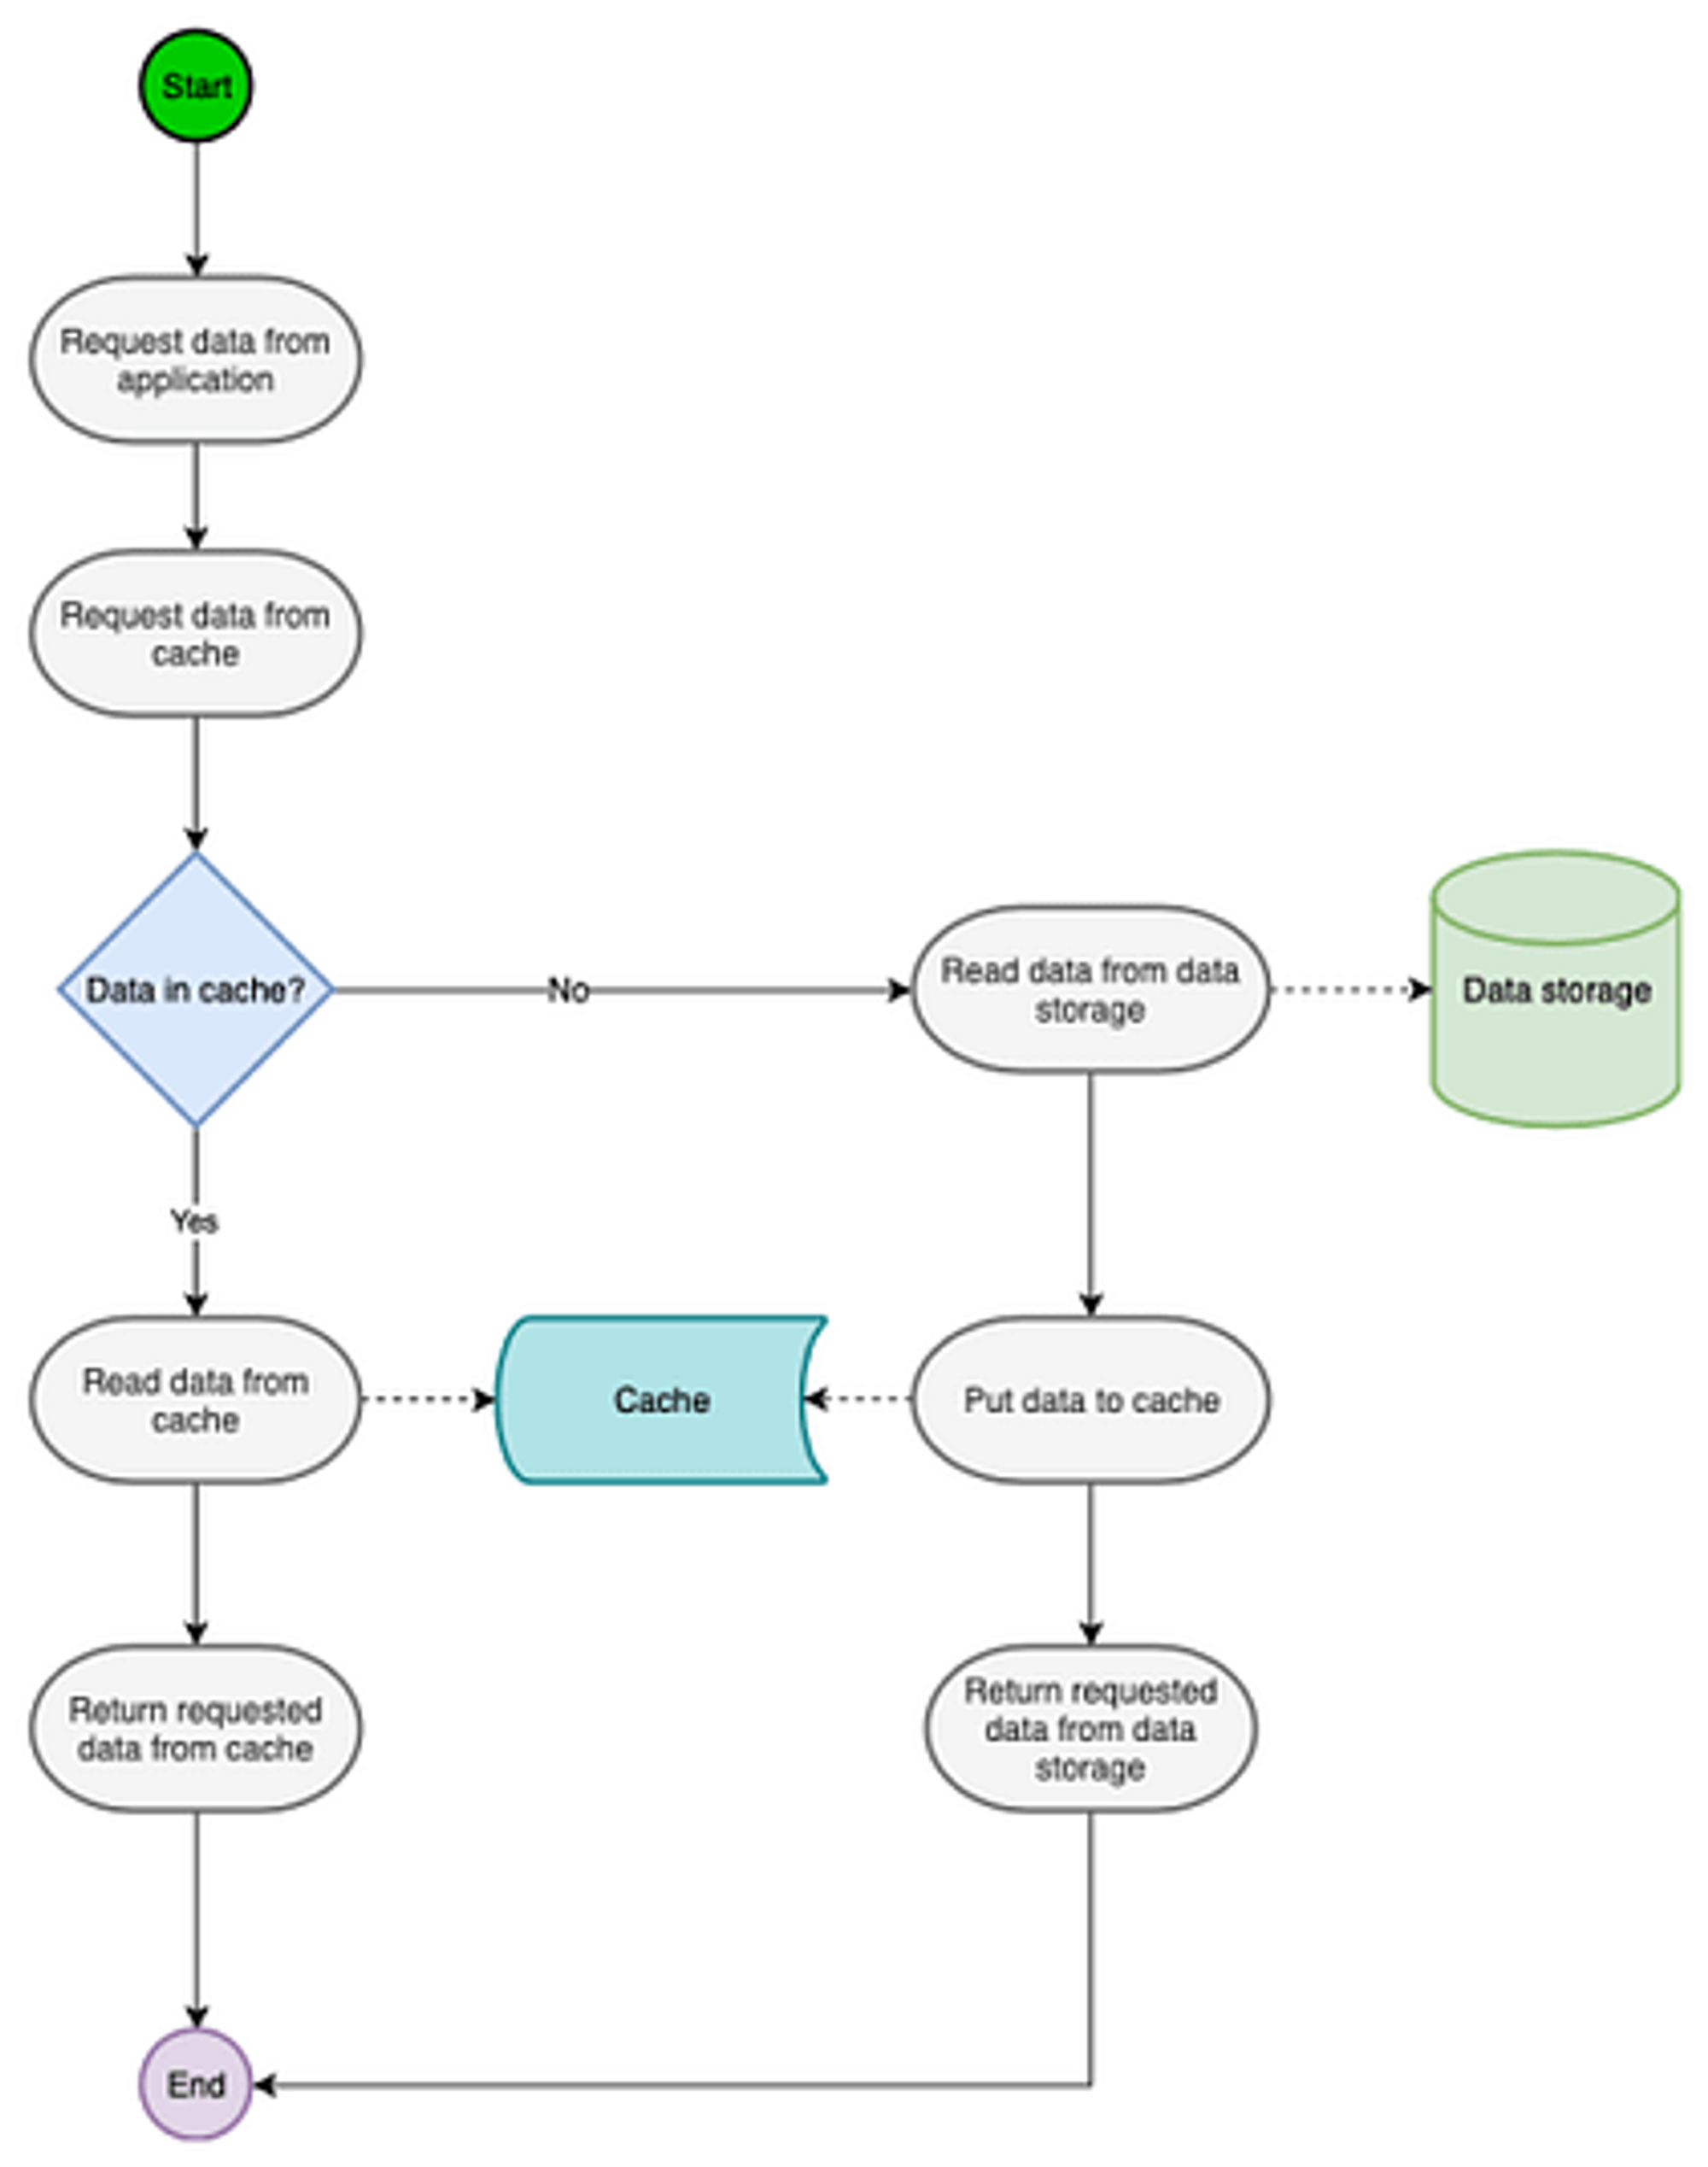 Start
Request data from
application
Request data from
cache
Data in cache?
No
Read data from data
storage
Data storage
Yes
Read data from
cache
Cache
Put data to cache
Return requested
data from cache
Return requested
data from data
storage
End